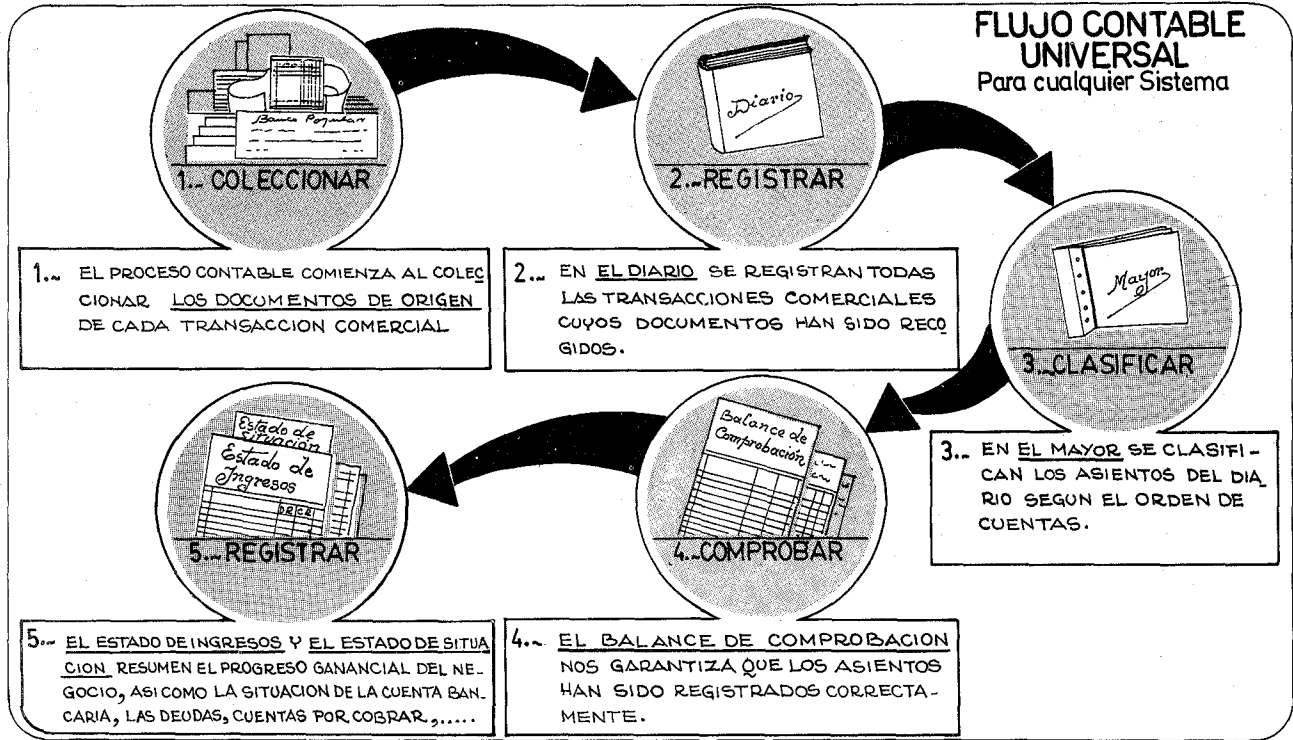 FLUJO CONTABLE
UNIVERSAL
Para cualquier Sistema
Banco Popular
1.- COLECCIONAR
1.- EL PROCESO CONTABLE COMIENZA AL COLEC
CIONAR LOS DOCUMENTOS DE ORIGEN
DE CADA TRANSACCION COMERCIAL
Diario
2.-REGISTRAR
2.- EN EL DIARIO SE REGISTRAN TODAS
LAS TRANSACCIONES COMERCIALES
CUYOS DOCUMENTOS HAN SIDO RECO
GIDOS.
Mayor
3.-CLASIFICAR
3.- EN EL MAYOR SE CLASIFI-
CAN LOS ASIENTOS DEL DIA
RIO SEGUN EL ORDEN DE
CUENTAS.
Balance de
Comprobación
4.-COMPROBAR
4.- EL BALANCE DE COMPROBACION
NOS GARANTIZA QUE LOS ASIENTOS
HAN SIDO REGISTRADOS CORRECTA-
MENTE.
Estado de
Situación
Estado de
Ingresos
DR CR
5.-REGISTRAR
5.- EL ESTADO DE INGRESOS Y EL ESTADO DE SITUA
CION RESUMEN EL PROGRESO GANANCIAL DEL NE-
GOCIO, ASI COMO LA SITUACION DE LA CUENTA BAN-
CARIA, LAS DEUDAS, CUENTAS POR COBRAR,.....